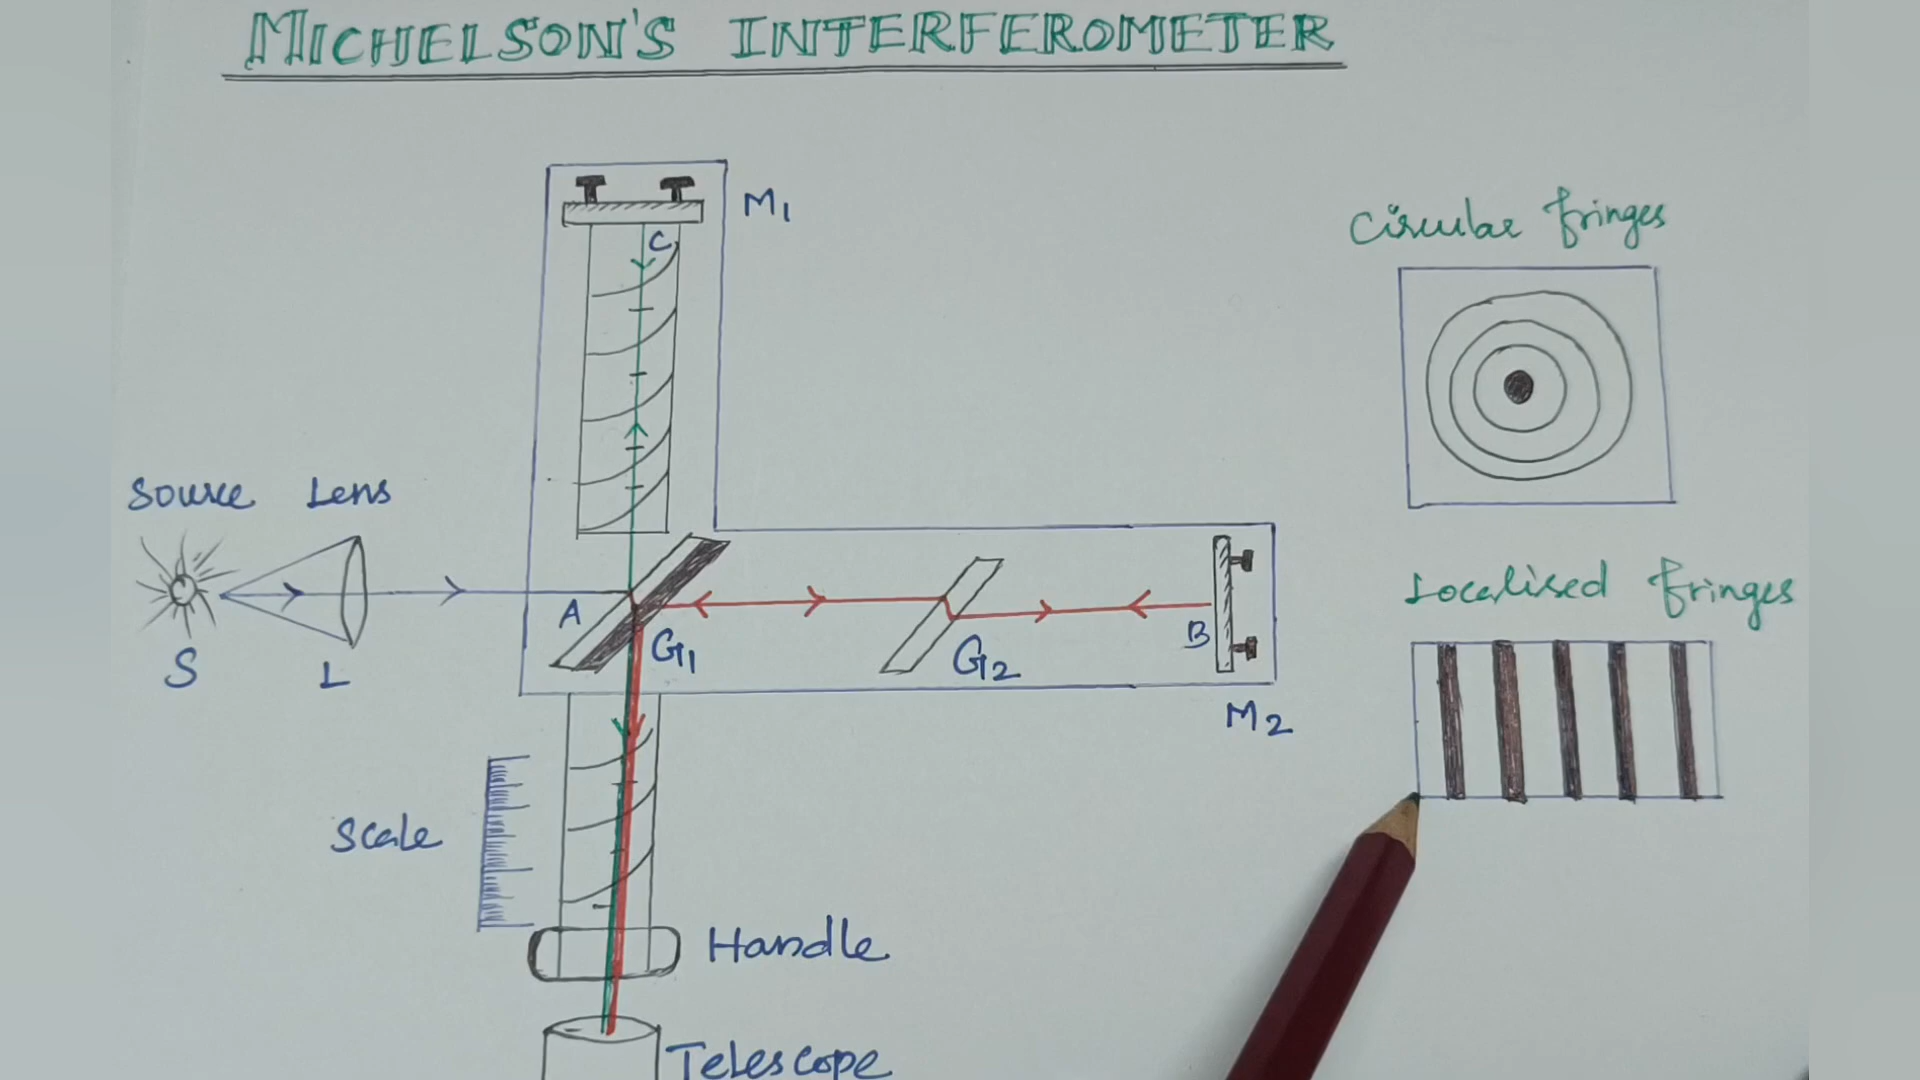 MICHELSON'S INTERFEROMETER
M1
C
Circular fringes
Source Lens
S
L
A
G1
G2
B
M2
Localised fringes
Scale
Handle
Telescope